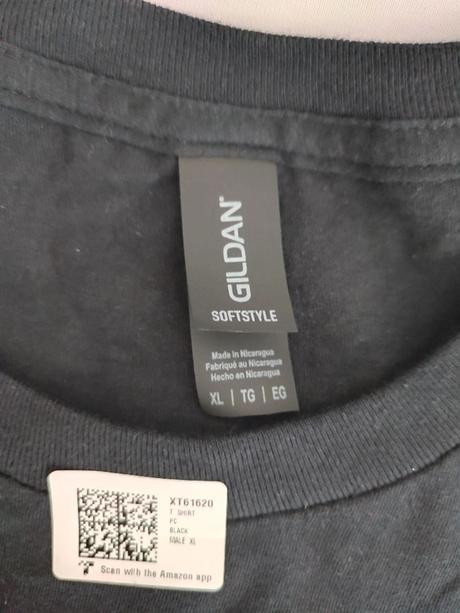 GILDAN®
SOFTSTYLE
Made in Nicaragua
Fabriqué au Nicaragua
Hecho en Nicaragua
XL | TG | EG
XT61620
T SHIRT
PC
BLACK
MALE XL
Scan with the Amazon app